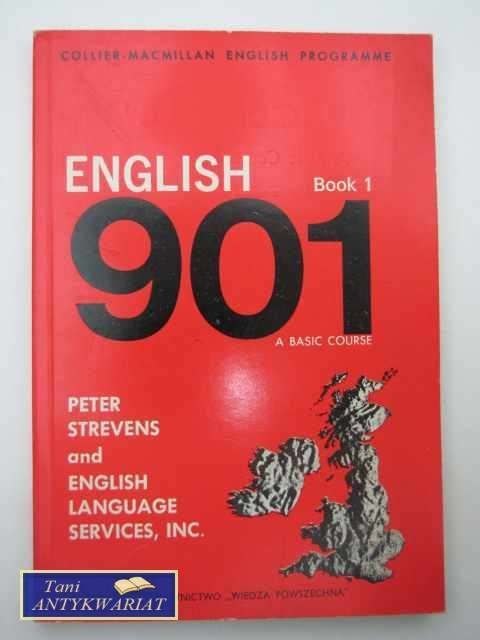 COLLIER-MACMILLAN ENGLISH PROGRAMME
ENGLISH
Book 1
901
A BASIC COURSE
PETER
STREVENS
and
ENGLISH
LANGUAGE
SERVICES, INC.
NICTWO „WIEDZA POWSZECHNA"
Tani
ANTYKWARIAT